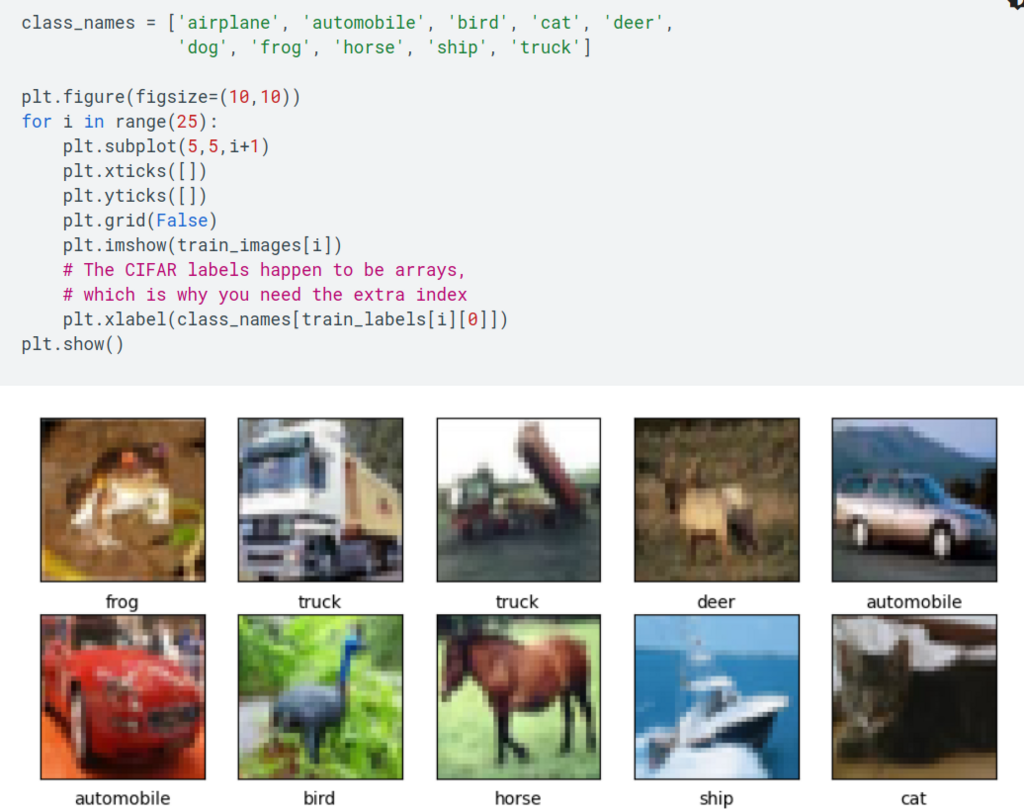 class_names = ['airplane', 'automobile', 'bird', 'cat', 'deer',
               'dog', 'frog', 'horse', 'ship', 'truck']

plt.figure(figsize=(10,10))
for i in range(25):
    plt.subplot(5,5,i+1)
    plt.xticks([])
    plt.yticks([])
    plt.grid(False)
    plt.imshow(train_images[i])
    # The CIFAR labels happen to be arrays,
    # which is why you need the extra index
    plt.xlabel(class_names[train_labels[i][0]])
plt.show()
frog truck truck deer automobile
automobile bird horse ship cat